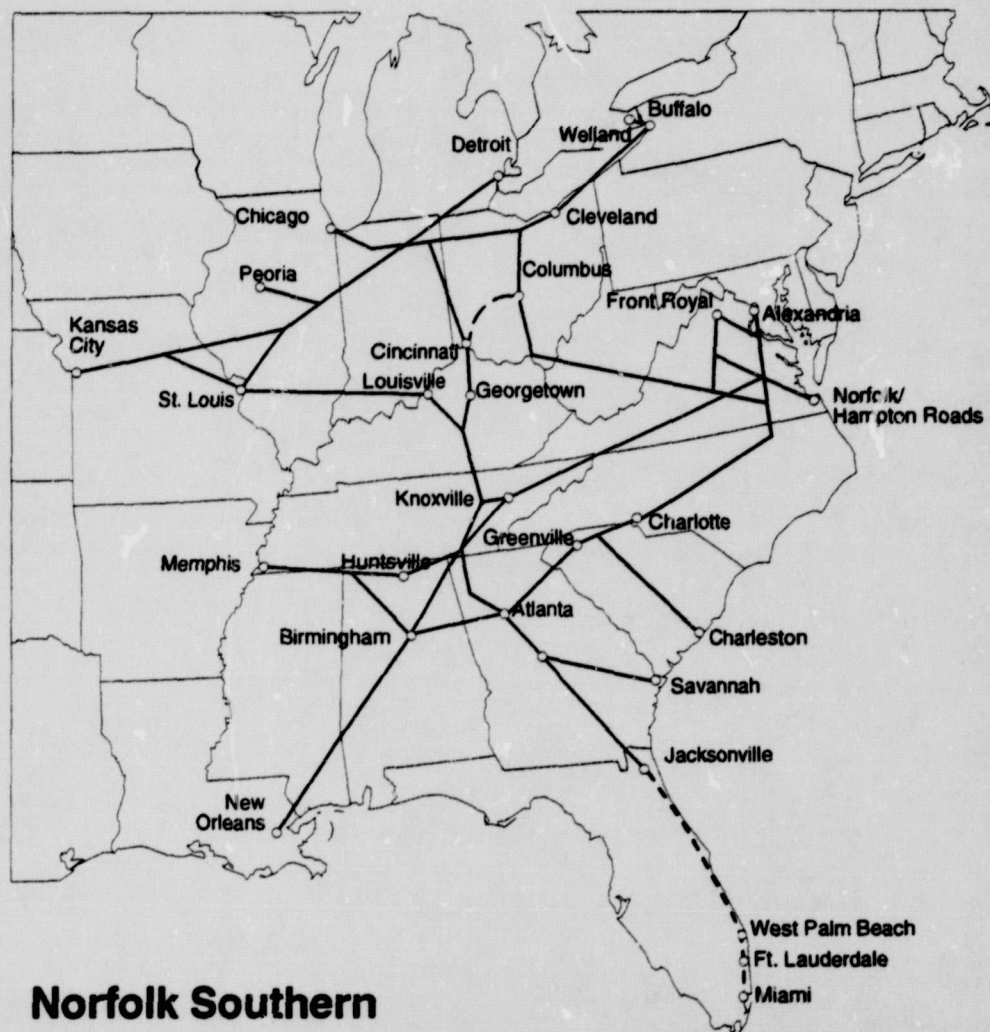 Buffalo
Welland
Detroit
Chicago
Cleveland
Peoria
Columbus
Front Royal
Alexandria
Kansas
City
Cincinnati
Louisville
Georgetown
St. Louis
Norfolk/
Hampton Roads
Knoxville
Charlotte
Greenville
Memphis
Huntsville
Atlanta
Birmingham
Charleston
Savannah
Jacksonville
New
Orleans
West Palm Beach
Ft. Lauderdale
Miami
Norfolk Southern